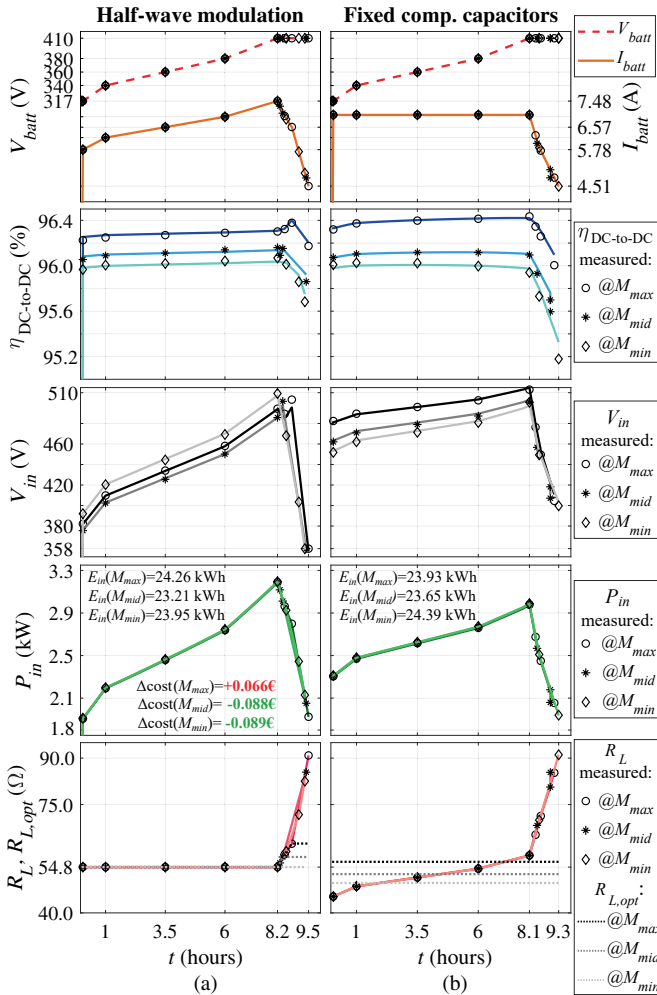 Half-wave modulation
Fixed comp. capacitors
V_batt (V)
410
380
360
340
317
7.48
6.57
5.78
4.51
I_batt (A)
V_batt
I_batt
η_DC-to-DC (%)
96.4
96.0
95.6
95.2
η_DC-to-DC
measured:
@M_max
@M_mid
@M_min
V_in (V)
510
460
420
380
358
V_in
measured:
@M_max
@M_mid
@M_min
P_in (kW)
3.3
2.9
2.5
2.1
1.8
E_in(M_max)=24.26 kWh
E_in(M_mid)=23.21 kWh
E_in(M_min)=23.95 kWh
Δcost(M_max)=+0.066€
Δcost(M_mid)= -0.088€
Δcost(M_min)= -0.089€
E_in(M_max)=23.93 kWh
E_in(M_mid)=23.65 kWh
E_in(M_min)=24.39 kWh
P_in
measured:
@M_max
@M_mid
@M_min
R_L, R_L,opt (Ω)
90.0
75.0
54.8
40.0
R_L
measured:
@M_max
@M_mid
@M_min
R_L,opt:
@M_max
@M_mid
@M_min
1 3.5 6 8.2 9.5
1 3.5 6 8.1 9.3
t (hours)
t (hours)
(a)
(b)